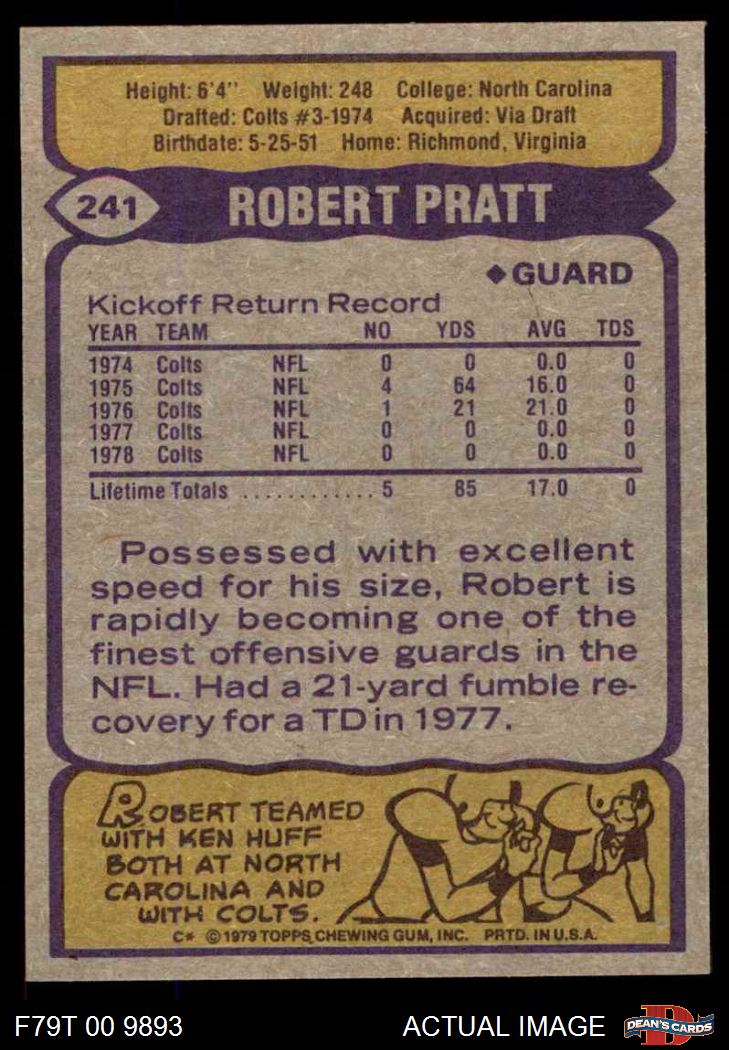 Height: 6'4" Weight: 248 College: North Carolina
Drafted: Colts #3-1974 Acquired: Via Draft
Birthdate: 5-25-51 Home: Richmond, Virginia
241 ROBERT PRATT
◆GUARD
Kickoff Return Record
YEAR TEAM NO YDS AVG TDS
1974 Colts NFL 0 0 0.0 0
1975 Colts NFL 4 64 16.0 0
1976 Colts NFL 1 21 21.0 0
1977 Colts NFL 0 0 0.0 0
1978 Colts NFL 0 0 0.0 0
Lifetime Totals ............ 5 85 17.0 0
Possessed with excellent
speed for his size, Robert is
rapidly becoming one of the
finest offensive guards in the
NFL. Had a 21-yard fumble re-
covery for a TD in 1977.
ROBERT TEAMED
WITH KEN HUFF
BOTH AT NORTH
CAROLINA AND
WITH COLTS.
C* © 1979 TOPPS CHEWING GUM, INC. PRTD. IN U.S.A.
F79T 00 9893 ACTUAL IMAGE D DEAN'S CARDS